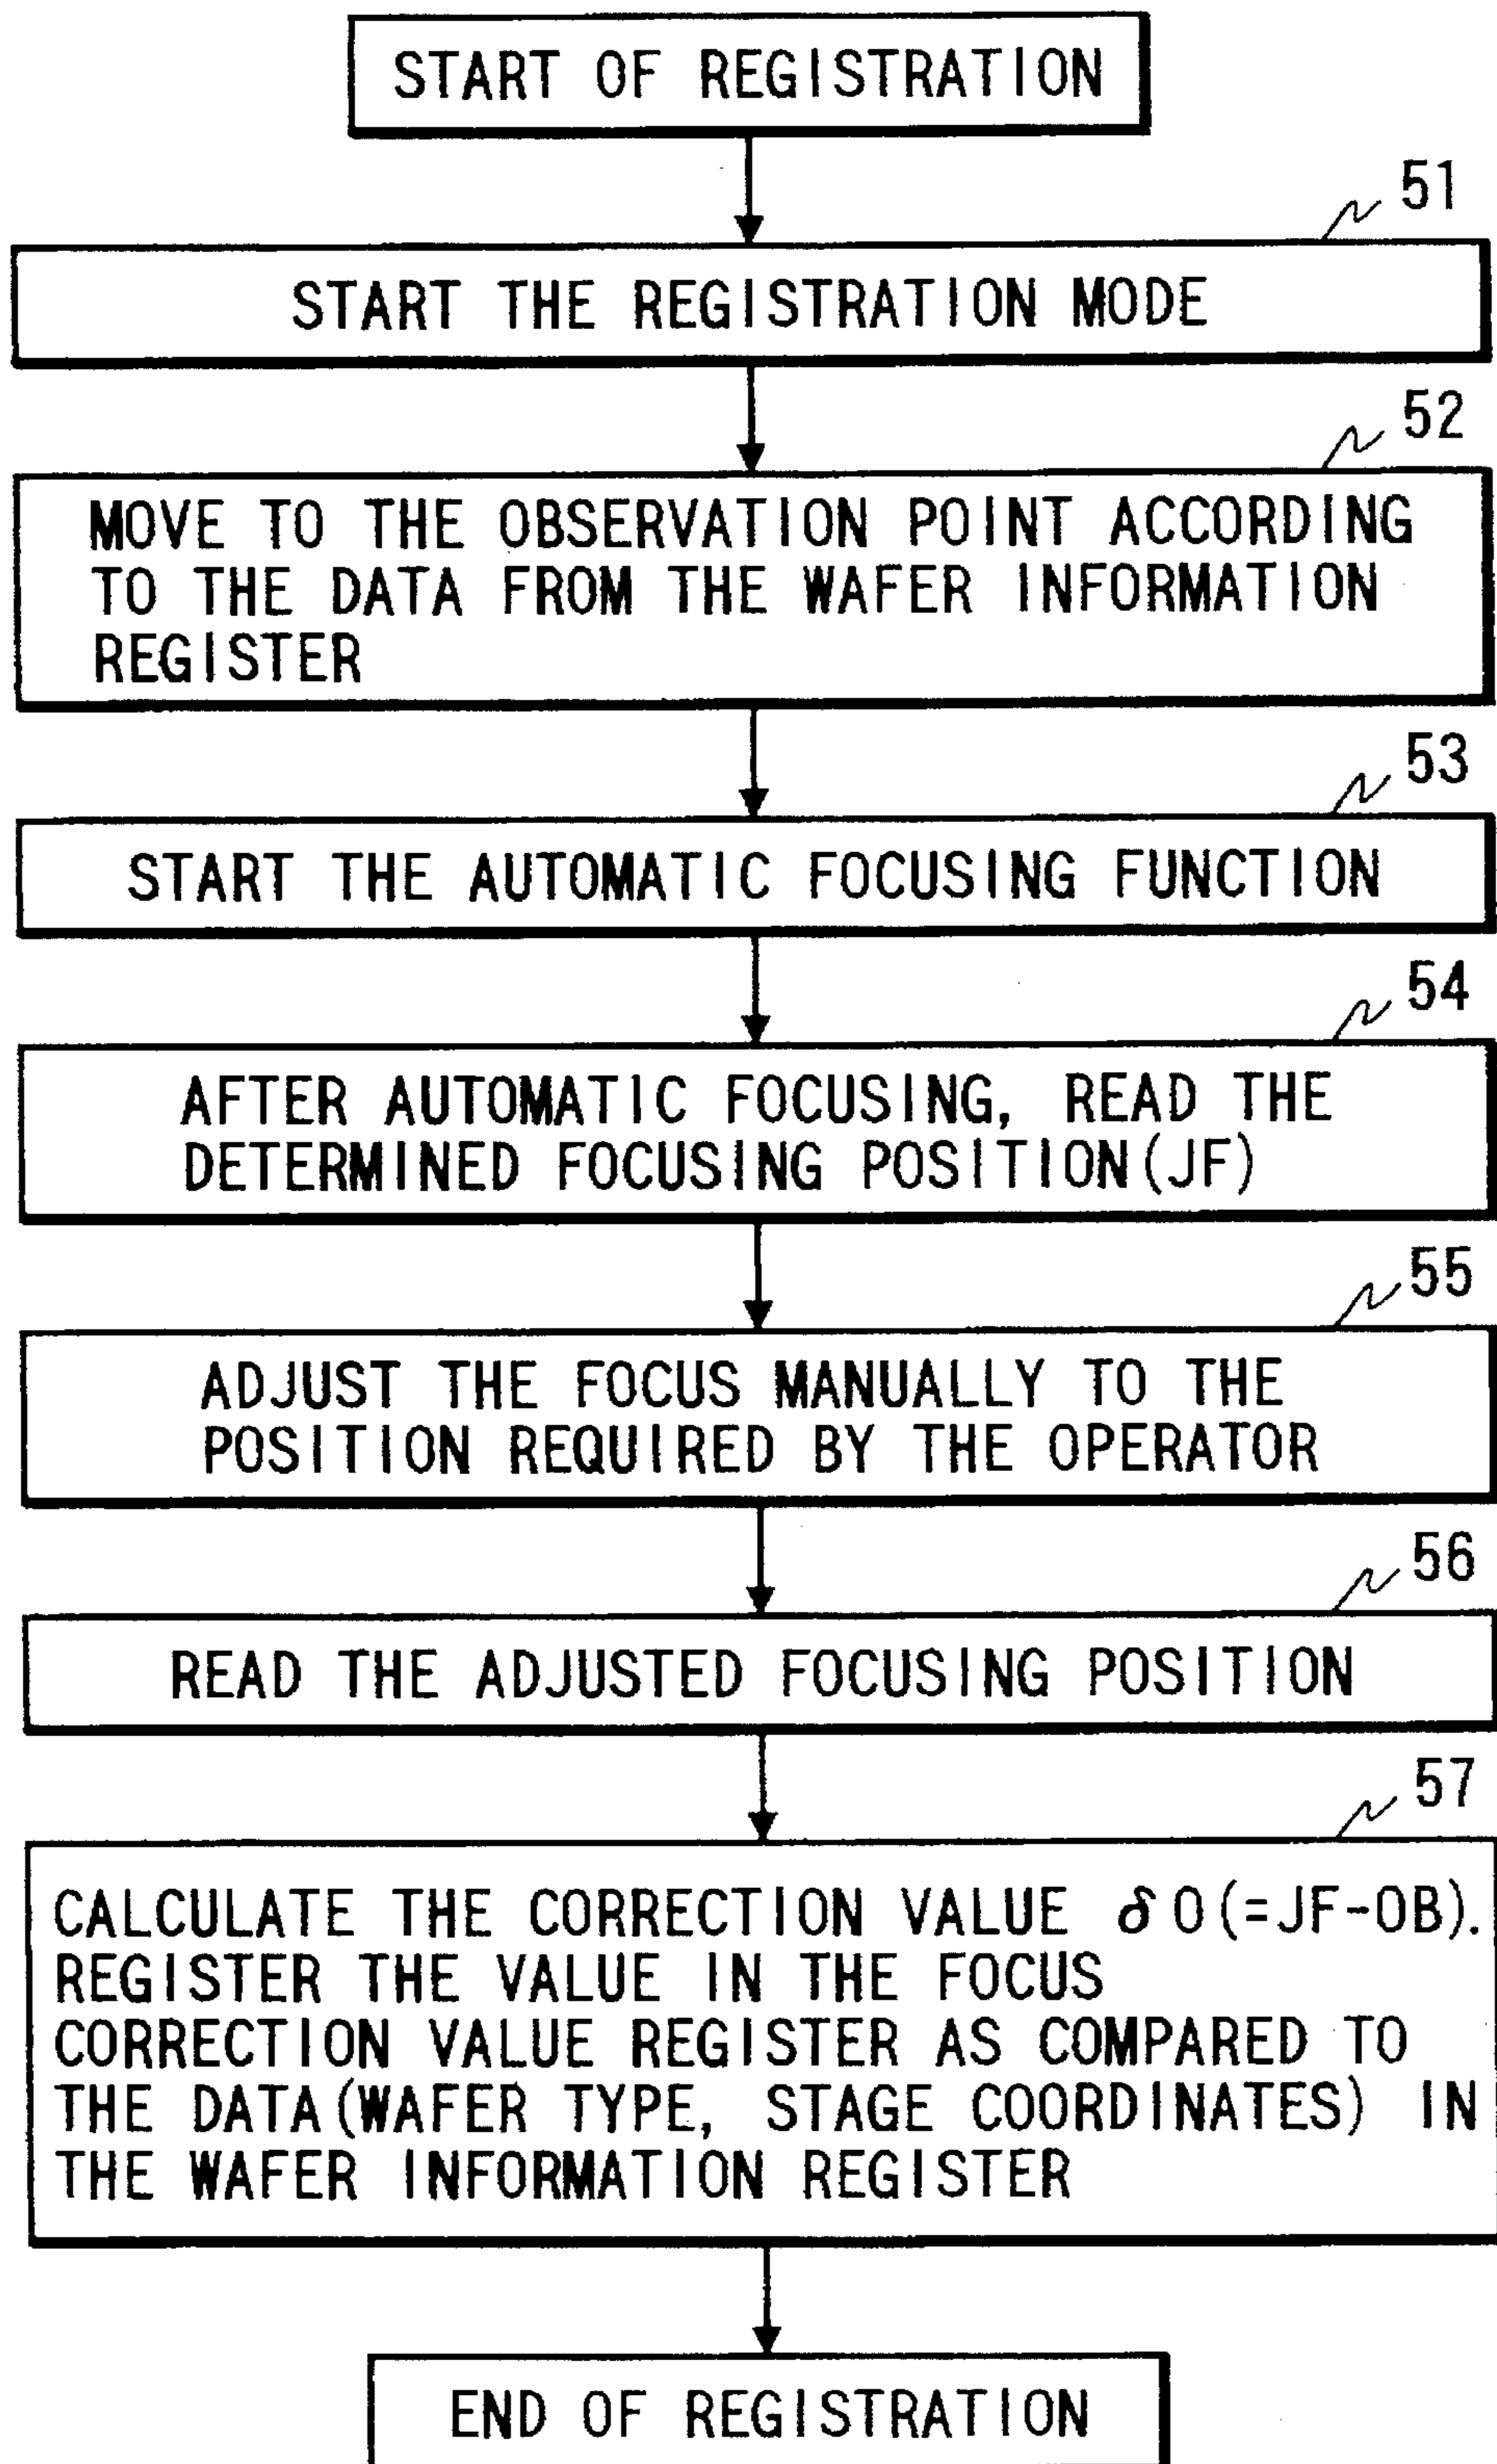 START OF REGISTRATION
51
START THE REGISTRATION MODE
52
MOVE TO THE OBSERVATION POINT ACCORDING
TO THE DATA FROM THE WAFER INFORMATION
REGISTER
53
START THE AUTOMATIC FOCUSING FUNCTION
54
AFTER AUTOMATIC FOCUSING, READ THE
DETERMINED FOCUSING POSITION(JF)
55
ADJUST THE FOCUS MANUALLY TO THE
POSITION REQUIRED BY THE OPERATOR
56
READ THE ADJUSTED FOCUSING POSITION
57
CALCULATE THE CORRECTION VALUE δO(=JF-OB).
REGISTER THE VALUE IN THE FOCUS
CORRECTION VALUE REGISTER AS COMPARED TO
THE DATA(WAFER TYPE, STAGE COORDINATES) IN
THE WAFER INFORMATION REGISTER
END OF REGISTRATION